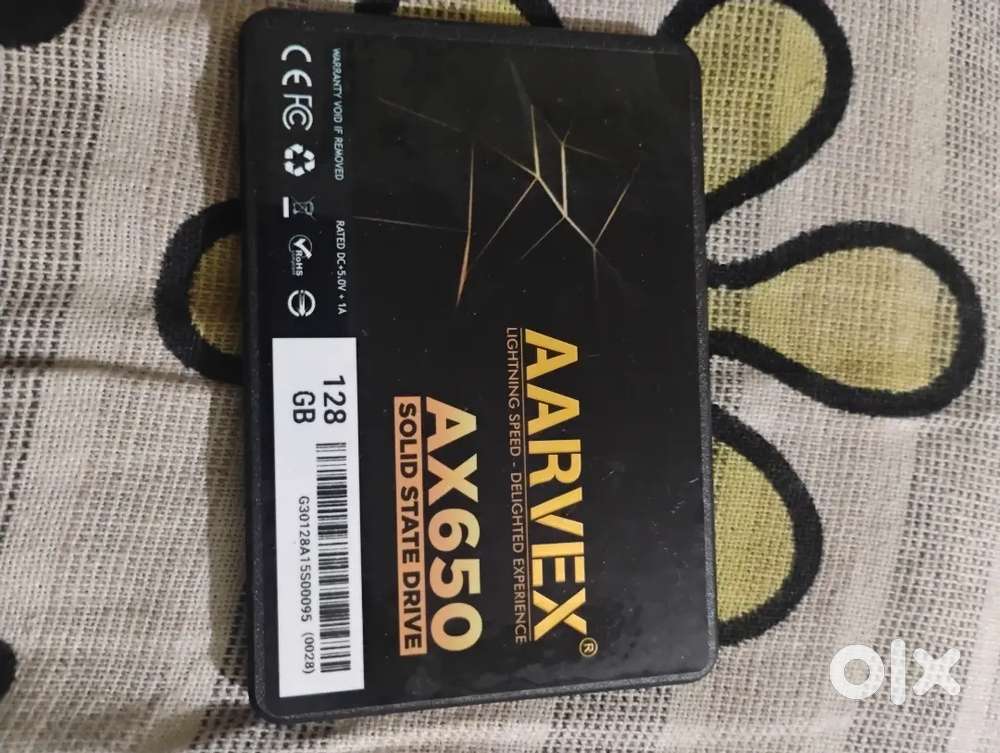 AARVEX®
LIGHTNING SPEED - DELIGHTED EXPERIENCE
AX650
SOLID STATE DRIVE
WARRANTY VOID IF REMOVED
RATED DC+5.0V + 1A
CE FC
RoHS
128
GB
G30128A15S00095 (0028)
olx